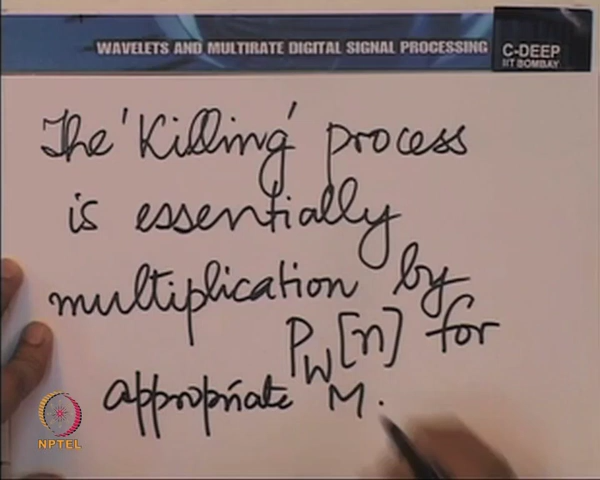 WAVELETS AND MULTIRATE DIGITAL SIGNAL PROCESSING
C-DEEP
IIT BOMBAY
The 'Killing' process
is essentially
multiplication by
P_W[n] for
appropriate M.
NPTEL